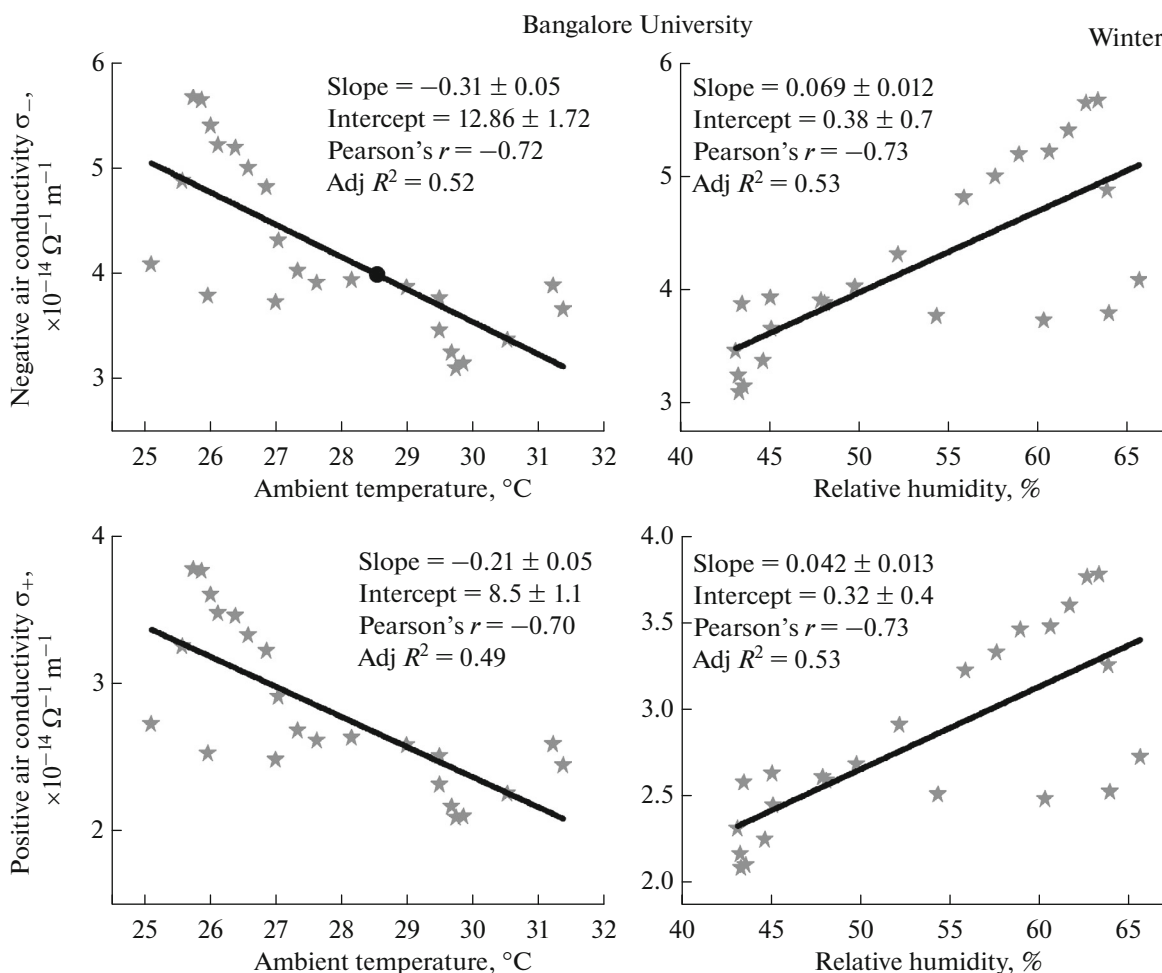 Bangalore University
Winter
Negative air conductivity σ−,
×10−14 Ω−1 m−1
6
5
4
3
Slope = −0.31 ± 0.05
Intercept = 12.86 ± 1.72
Pearson's r = −0.72
Adj R2 = 0.52
25 26 27 28 29 30 31 32
Ambient temperature, °C
6
5
4
3
Slope = 0.069 ± 0.012
Intercept = 0.38 ± 0.7
Pearson's r = −0.73
Adj R2 = 0.53
40 45 50 55 60 65
Relative humidity, %
Positive air conductivity σ+,
×10−14 Ω−1 m−1
4
3
2
Slope = −0.21 ± 0.05
Intercept = 8.5 ± 1.1
Pearson's r = −0.70
Adj R2 = 0.49
25 26 27 28 29 30 31 32
Ambient temperature, °C
4.0
3.5
3.0
2.5
2.0
Slope = 0.042 ± 0.013
Intercept = 0.32 ± 0.4
Pearson's r = −0.73
Adj R2 = 0.53
40 45 50 55 60 65
Relative humidity, %